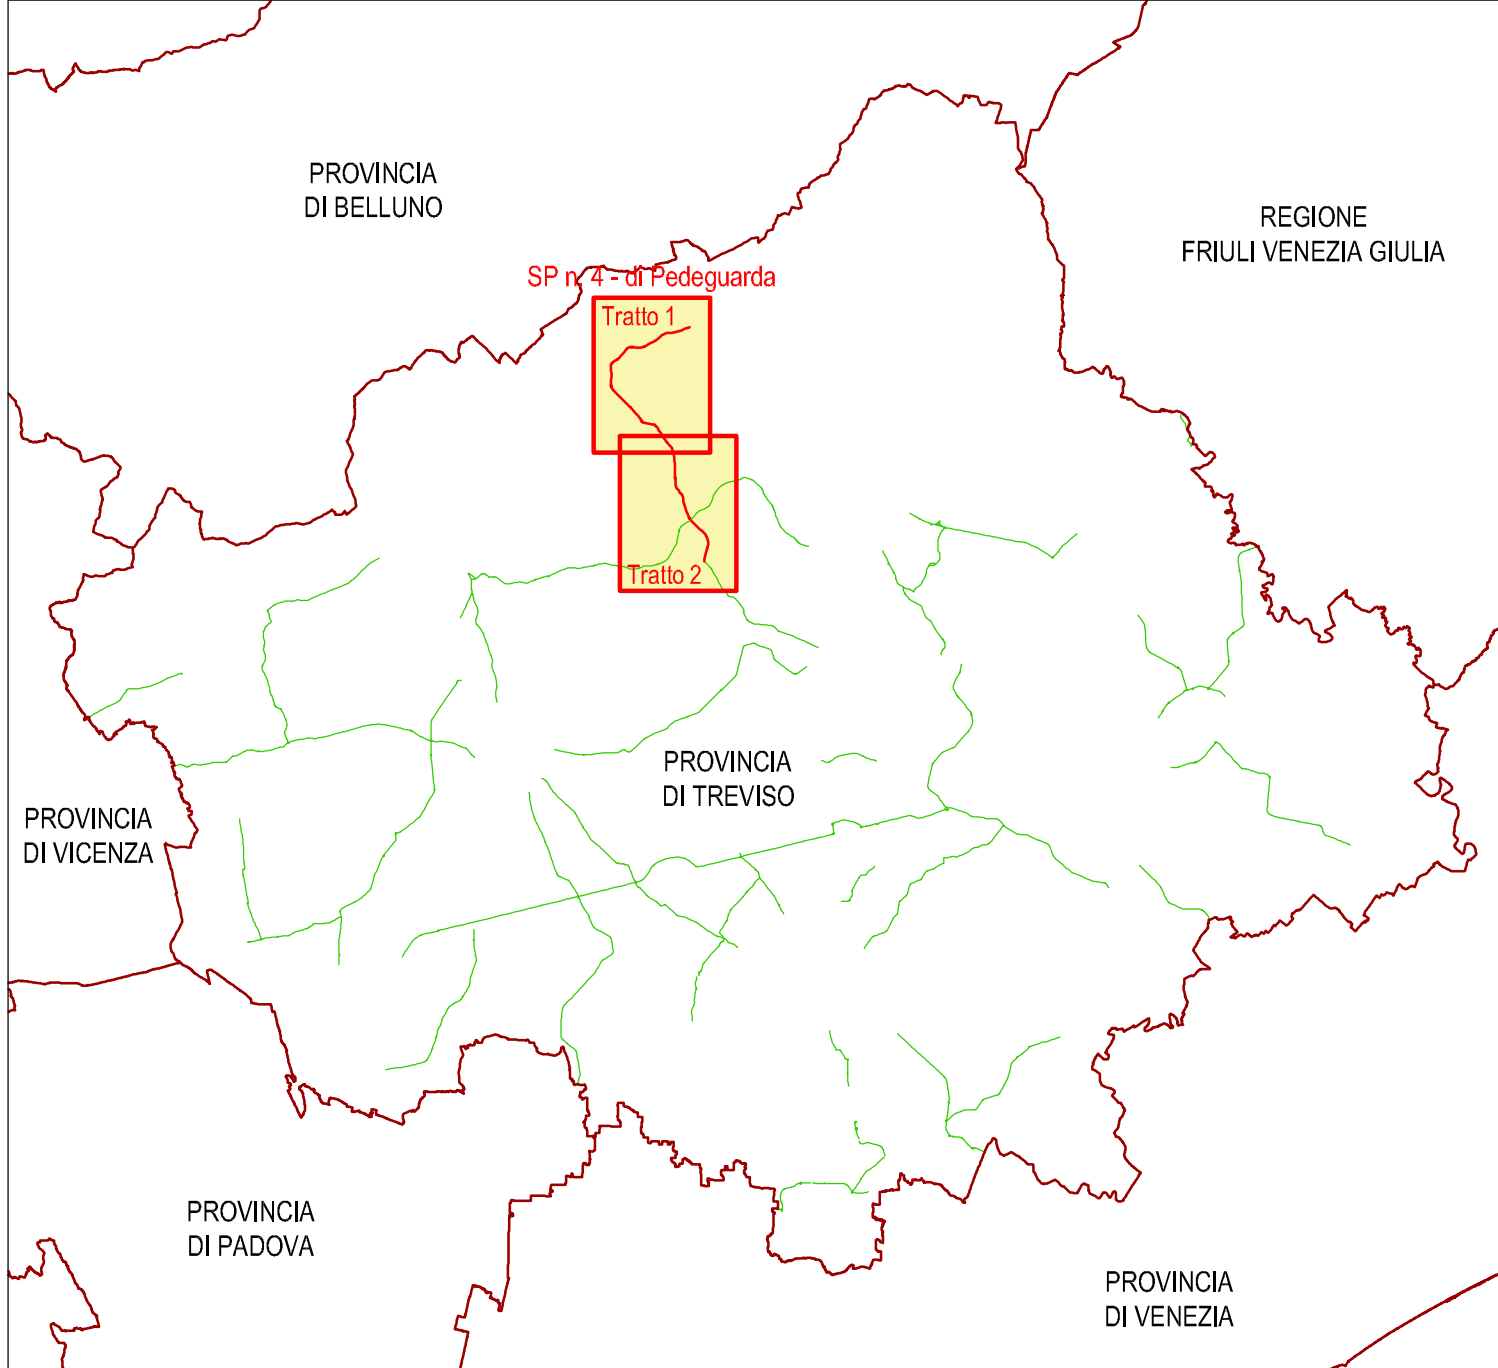 PROVINCIA
DI BELLUNO
REGIONE
FRIULI VENEZIA GIULIA
SP n. 4 - di Pedeguarda
Tratto 1
Tratto 2
PROVINCIA
DI TREVISO
PROVINCIA
DI VICENZA
PROVINCIA
DI PADOVA
PROVINCIA
DI VENEZIA